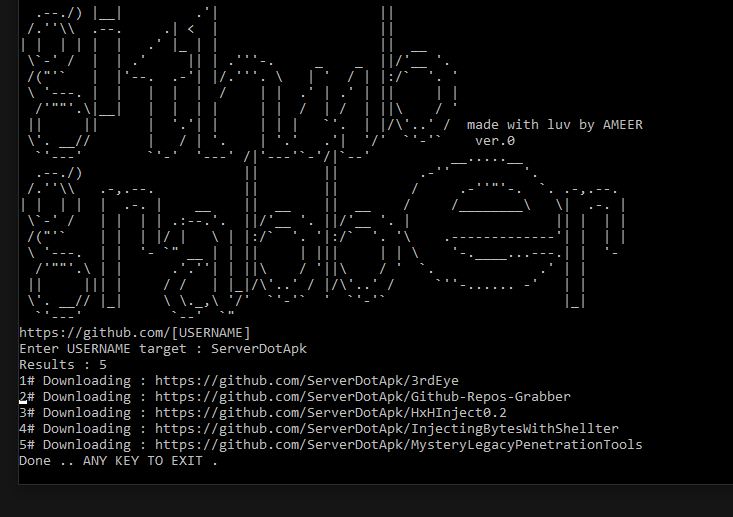 github
made with luv by AMEER
ver.0
grabber
https://github.com/[USERNAME]
Enter USERNAME target : ServerDotApk
Results : 5
1# Downloading : https://github.com/ServerDotApk/3rdEye
2# Downloading : https://github.com/ServerDotApk/Github-Repos-Grabber
3# Downloading : https://github.com/ServerDotApk/HxHInject0.2
4# Downloading : https://github.com/ServerDotApk/InjectingBytesWithShellter
5# Downloading : https://github.com/ServerDotApk/MysteryLegacyPenetrationTools
Done .. ANY KEY TO EXIT .